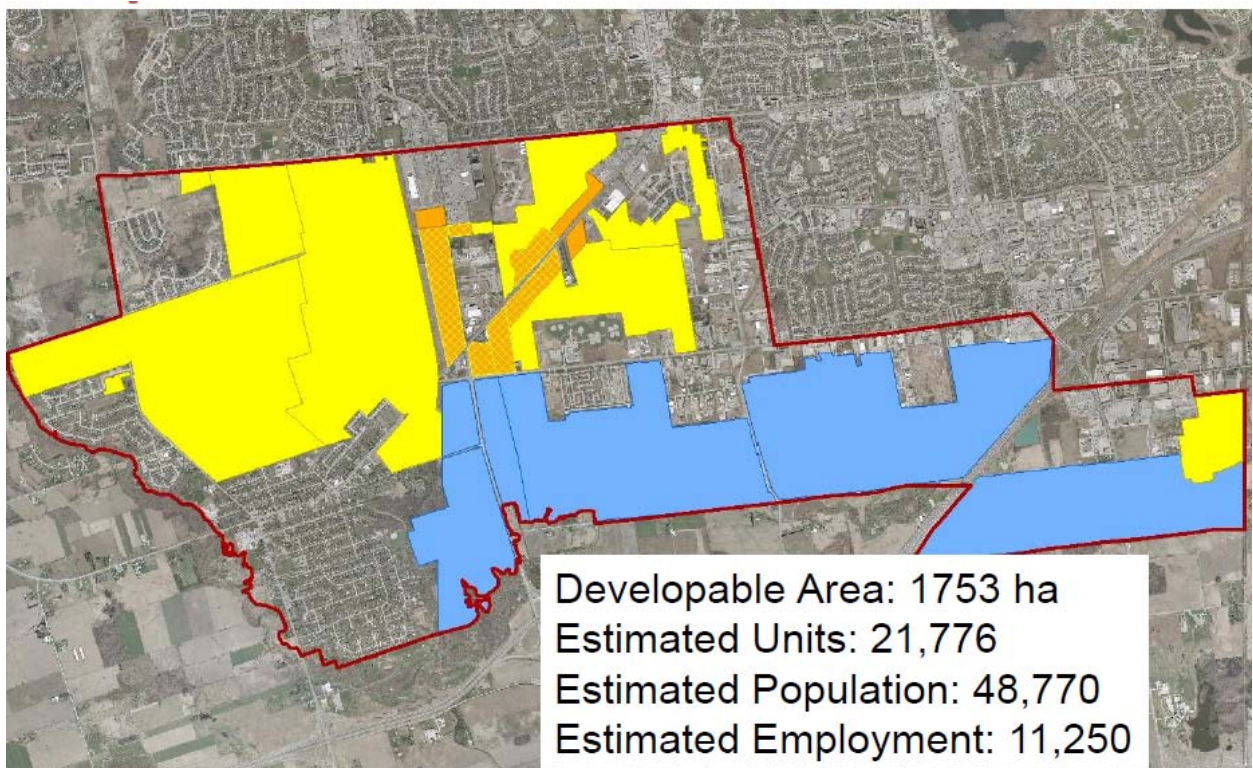 Developable Area: 1753 ha
Estimated Units: 21,776
Estimated Population: 48,770
Estimated Employment: 11,250